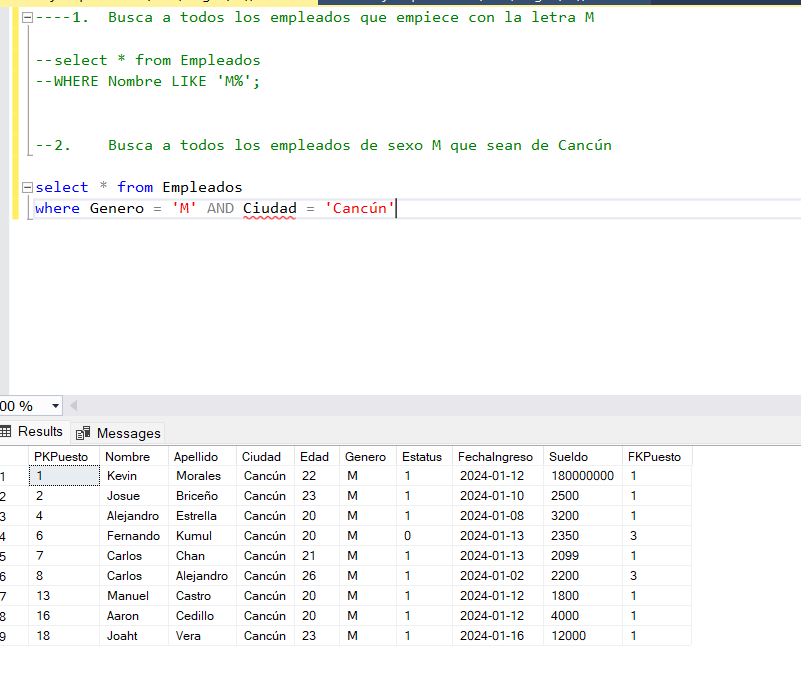 ----1.  Busca a todos los empleados que empiece con la letra M
--select * from Empleados
--WHERE Nombre LIKE 'M%';
--2.    Busca a todos los empleados de sexo M que sean de Cancún
select * from Empleados
where Genero = 'M' AND Ciudad = 'Cancún'
00 %
Results Messages
PKPuesto Nombre Apellido Ciudad Edad Genero Estatus FechaIngreso Sueldo FKPuesto
1 1 Kevin Morales Cancún 22 M 1 2024-01-12 180000000 1
2 2 Josue Briceño Cancún 23 M 1 2024-01-10 2500 1
3 4 Alejandro Estrella Cancún 20 M 1 2024-01-08 3200 1
4 6 Fernando Kumul Cancún 20 M 0 2024-01-13 2350 3
5 7 Carlos Chan Cancún 21 M 1 2024-01-13 2099 1
6 8 Carlos Alejandro Cancún 26 M 1 2024-01-02 2200 3
7 13 Manuel Castro Cancún 20 M 1 2024-01-12 1800 1
8 16 Aaron Cedillo Cancún 20 M 1 2024-01-12 4000 1
9 18 Joaht Vera Cancún 23 M 1 2024-01-16 12000 1